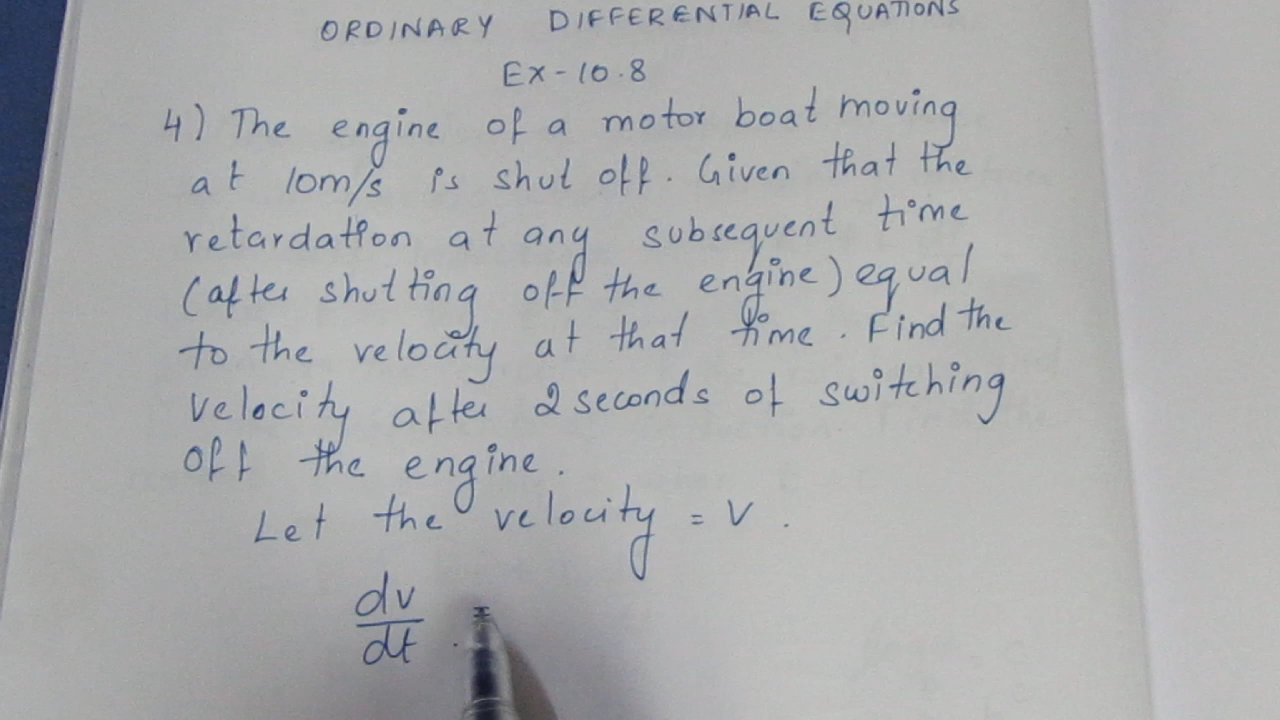 ORDINARY DIFFERENTIAL EQUATIONS
Ex-10.8
4) The engine of a motor boat moving
at 10m/s is shut off. Given that the
retardation at any subsequent time
(after shutting off the engine) equal
to the velocity at that time. Find the
velocity after 2 seconds of switching
off the engine.
Let the velocity = v.
dv
dt